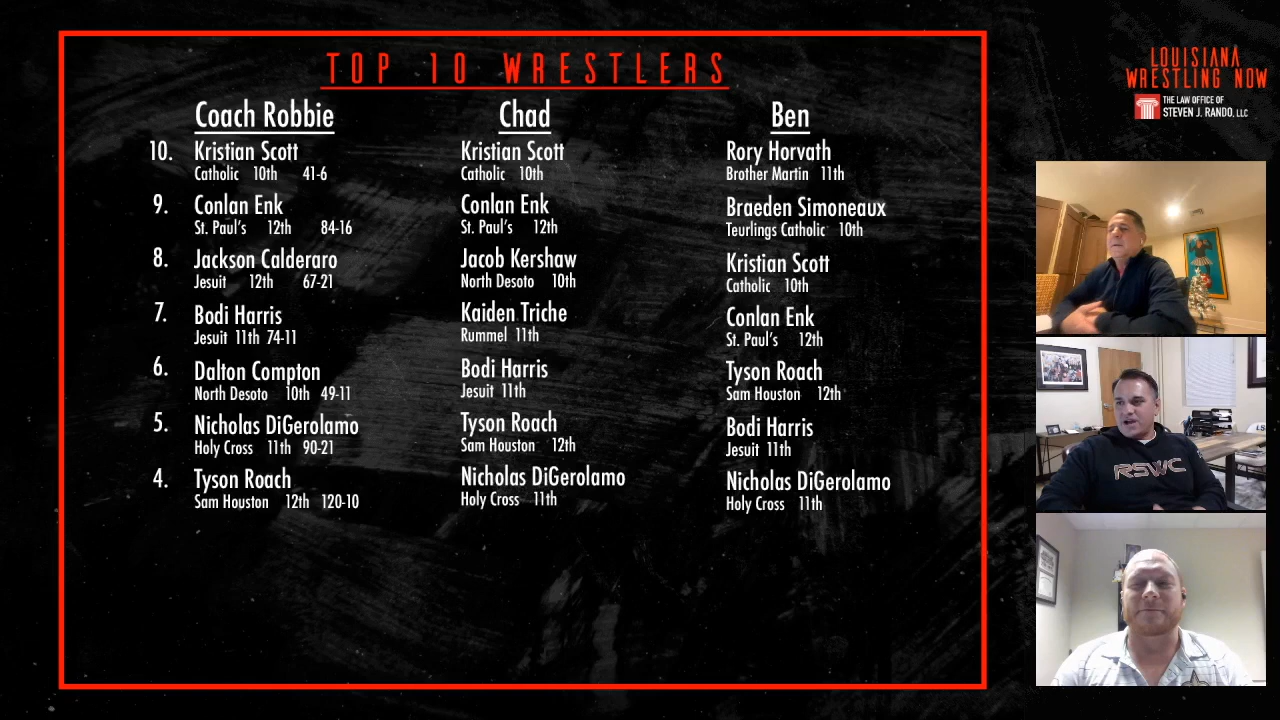 TOP 10 WRESTLERS
LOUISIANA
WRESTLING NOW
THE LAW OFFICE OF
STEVEN J. RANDO, LLC
Coach Robbie
10. Kristian Scott
Catholic 10th 41-6
9. Conlan Enk
St. Paul's 12th 84-16
8. Jackson Calderaro
Jesuit 12th 67-21
7. Bodi Harris
Jesuit 11th 74-11
6. Dalton Compton
North Desoto 10th 49-11
5. Nicholas DiGerolamo
Holy Cross 11th 90-21
4. Tyson Roach
Sam Houston 12th 120-10
Chad
Kristian Scott
Catholic 10th
Conlan Enk
St. Paul's 12th
Jacob Kershaw
North Desoto 10th
Kaiden Triche
Rummel 11th
Bodi Harris
Jesuit 11th
Tyson Roach
Sam Houston 12th
Nicholas DiGerolamo
Holy Cross 11th
Ben
Rory Horvath
Brother Martin 11th
Braeden Simoneaux
Teurlings Catholic 10th
Kristian Scott
Catholic 10th
Conlan Enk
St. Paul's 12th
Tyson Roach
Sam Houston 12th
Bodi Harris
Jesuit 11th
Nicholas DiGerolamo
Holy Cross 11th
RSWC
LS